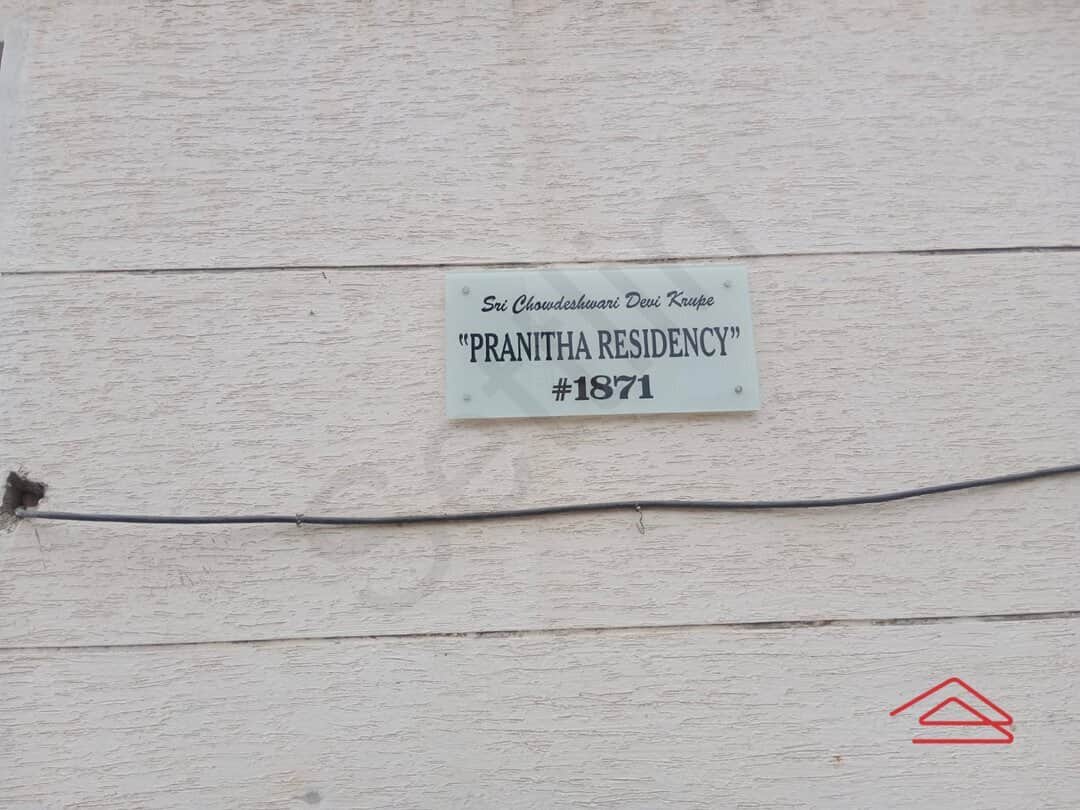 Sri Chowdeshwari Devi Krupe
"PRANITHA RESIDENCY"
#1871